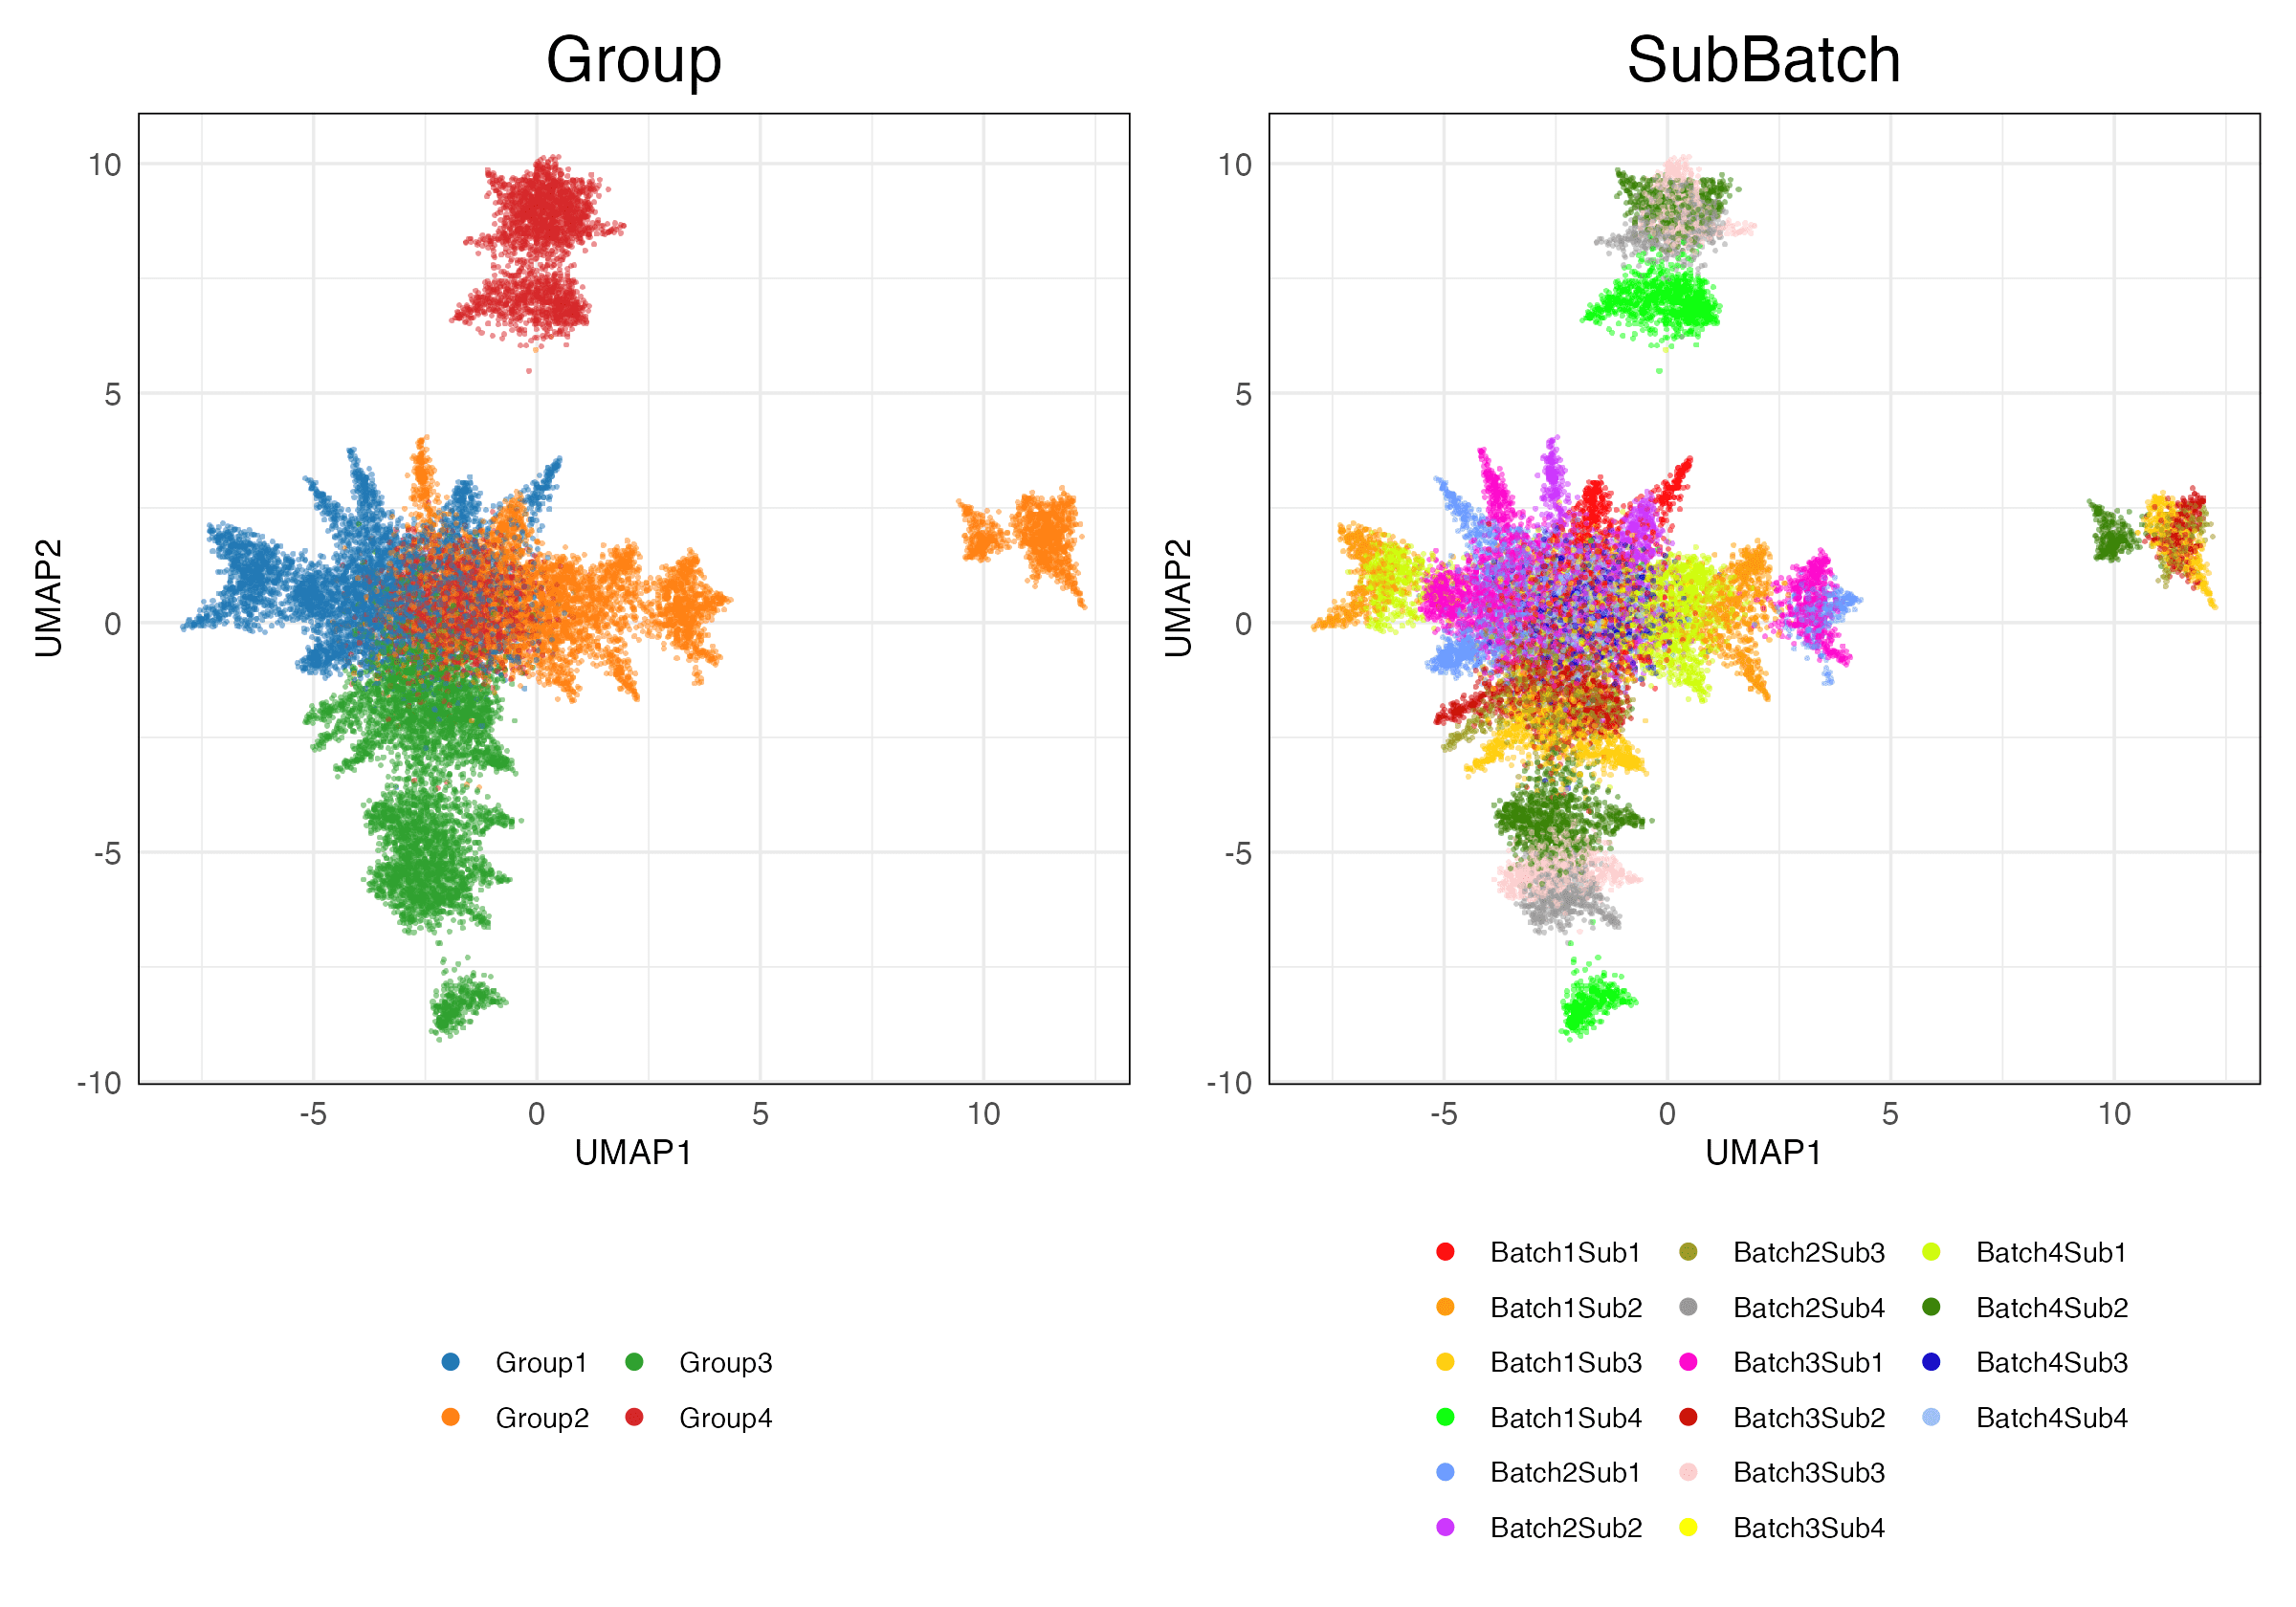 Group
SubBatch
10
5
0
-5
-10
UMAP2
-5 0 5 10
UMAP1
10
5
0
-5
-10
UMAP2
-5 0 5 10
UMAP1
Group1 Group3
Group2 Group4
Batch1Sub1 Batch2Sub3 Batch4Sub1
Batch1Sub2 Batch2Sub4 Batch4Sub2
Batch1Sub3 Batch3Sub1 Batch4Sub3
Batch1Sub4 Batch3Sub2 Batch4Sub4
Batch2Sub1 Batch3Sub3
Batch2Sub2 Batch3Sub4